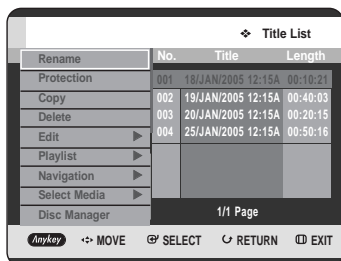 ❖ Title List
Rename No. Title Length
Protection 001 18/JAN/2005 12:15A 00:10:21
Copy 002 19/JAN/2005 12:15A 00:40:03
Delete 003 20/JAN/2005 12:15A 00:20:15
Edit ▶ 004 25/JAN/2005 12:15A 00:50:16
Playlist ▶
Navigation ▶
Select Media ▶
Disc Manager 1/1 Page
Anykey MOVE SELECT RETURN EXIT